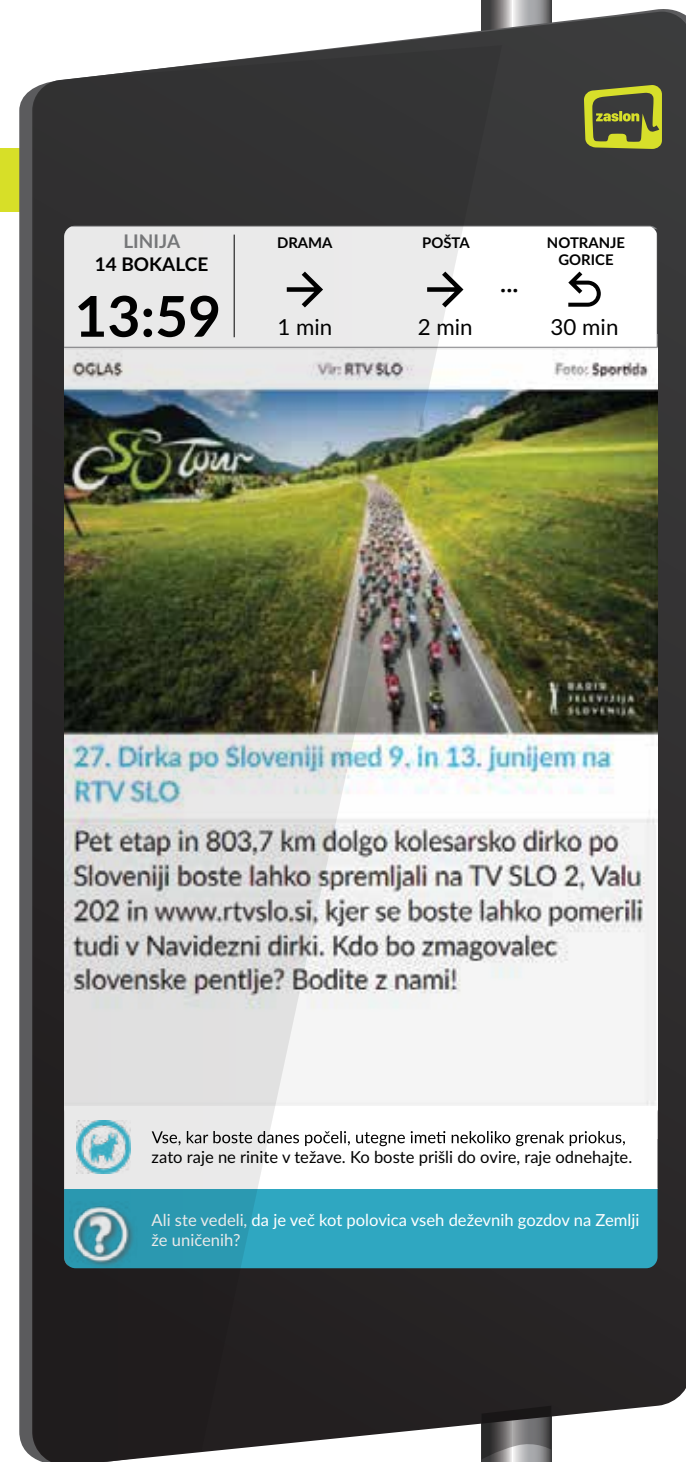 zaslon
LINIJA
14 BOKALCE
13:59
DRAMA
1 min
POŠTA
2 min
...
NOTRANJE
GORICE
30 min
OGLAS
Vir: RTV SLO
Foto: Sportida
Tour
RADIO
TELEVIZIJA
SLOVENIJA
27. Dirka po Sloveniji med 9. in 13. junijem na
RTV SLO
Pet etap in 803,7 km dolgo kolesarsko dirko po
Sloveniji boste lahko spremljali na TV SLO 2, Valu
202 in www.rtvslo.si, kjer se boste lahko pomerili
tudi v Navidezni dirki. Kdo bo zmagovalec
slovenske pentlje? Bodite z nami!
Vse, kar boste danes počeli, utegne imeti nekoliko grenak priokus,
zato raje ne rinite v težave. Ko boste prišli do ovire, raje odnehajte.
?
Ali ste vedeli, da je več kot polovica vseh deževnih gozdov na Zemlji
že uničenih?